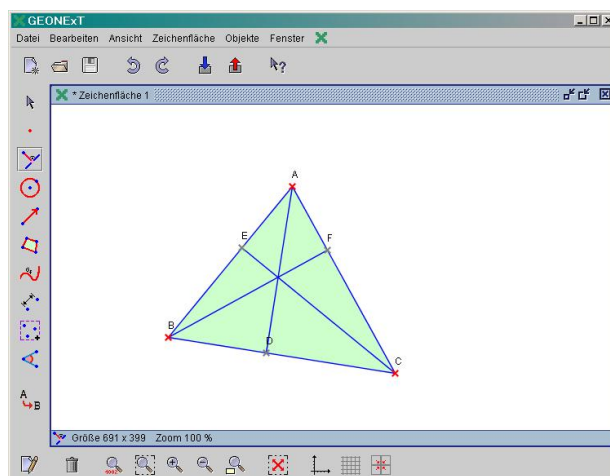 GEONExT
Datei Bearbeiten Ansicht Zeichenfläche Objekte Fenster
* Zeichenfläche 1
A
E
F
B
D
C
A
B
Größe 691 x 399 Zoom 100 %